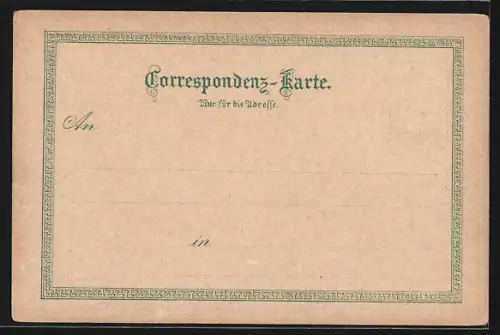 Correspondenz-Karte.
Nur für die Adresse.
An
in